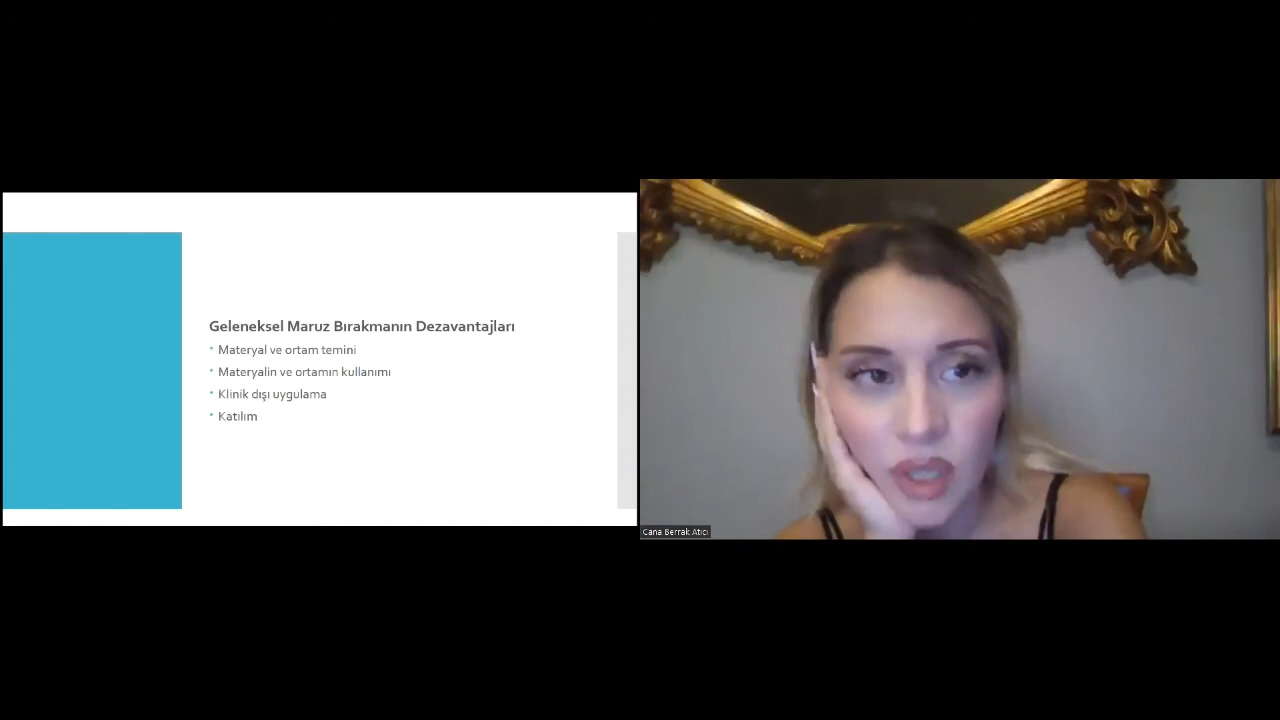 Geleneksel Maruz Bırakmanın Dezavantajları
• Materyal ve ortam temini
• Materyalin ve ortamın kullanımı
• Klinik dışı uygulama
• Katılım
Cana Berrak Atıcı